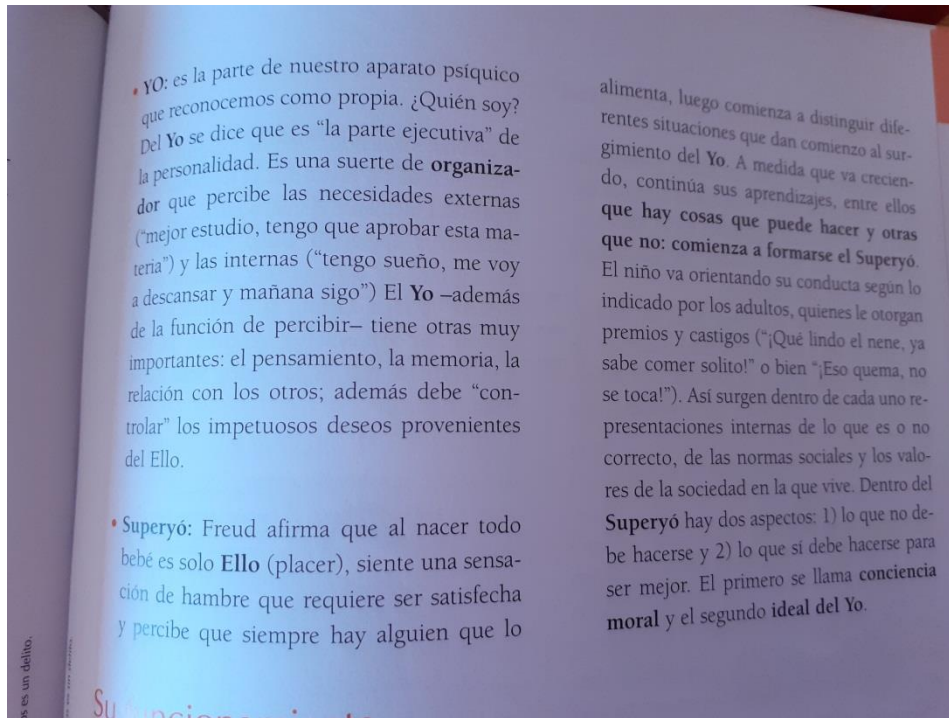 • YO: es la parte de nuestro aparato psíquico
que reconocemos como propia. ¿Quién soy?
Del Yo se dice que es “la parte ejecutiva” de
la personalidad. Es una suerte de organiza-
dor que percibe las necesidades externas
(“mejor estudio, tengo que aprobar esta ma-
teria”) y las internas (“tengo sueño, me voy
a descansar y mañana sigo”) El Yo –además
de la función de percibir– tiene otras muy
importantes: el pensamiento, la memoria, la
relación con los otros; además debe “con-
trolar” los impetuosos deseos provenientes
del Ello.
• Superyó: Freud afirma que al nacer todo
bebé es solo Ello (placer), siente una sensa-
ción de hambre que requiere ser satisfecha
y percibe que siempre hay alguien que lo
alimenta, luego comienza a distinguir dife-
rentes situaciones que dan comienzo al sur-
gimiento del Yo. A medida que va crecien-
do, continúa sus aprendizajes, entre ellos
que hay cosas que puede hacer y otras
que no: comienza a formarse el Superyó.
El niño va orientando su conducta según lo
indicado por los adultos, quienes le otorgan
premios y castigos (“¡Qué lindo el nene, ya
sabe comer solito!” o bien “¡Eso quema, no
se toca!”). Así surgen dentro de cada uno re-
presentaciones internas de lo que es o no
correcto, de las normas sociales y los valo-
res de la sociedad en la que vive. Dentro del
Superyó hay dos aspectos: 1) lo que no de-
be hacerse y 2) lo que sí debe hacerse para
ser mejor. El primero se llama conciencia
moral y el segundo ideal del Yo.
Su
es un delito.